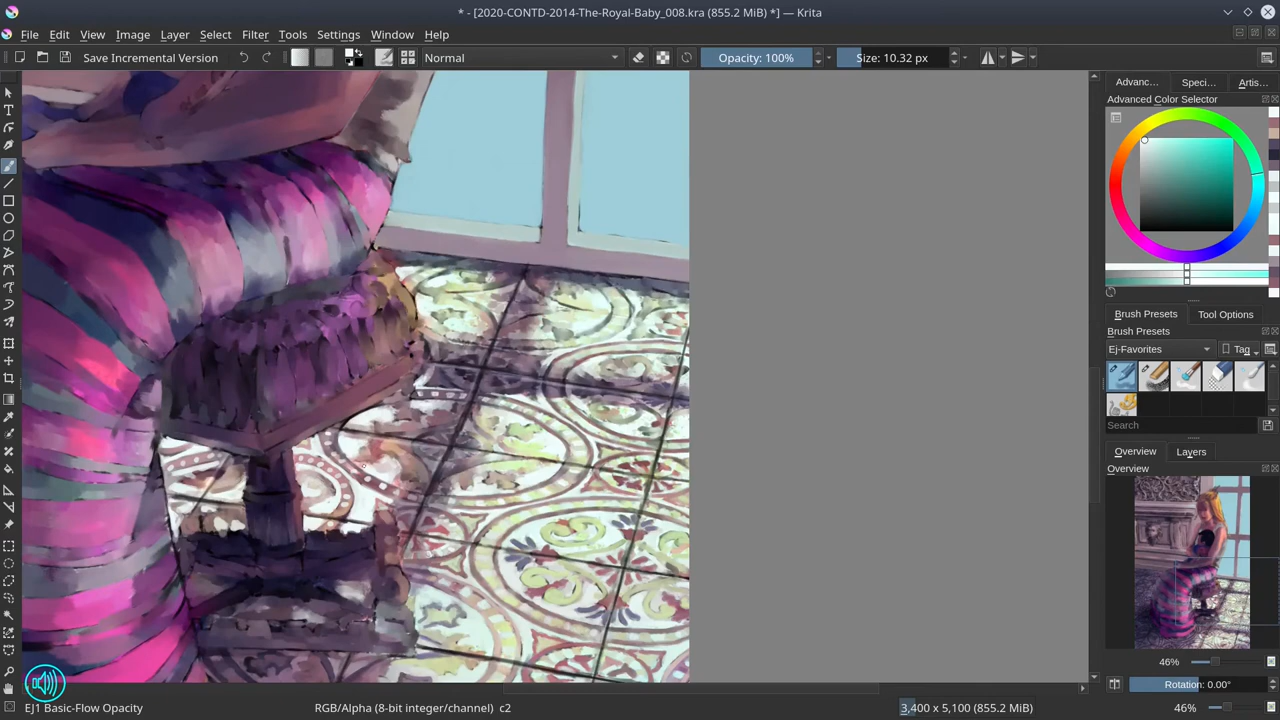 * - [2020-CONTD-2014-The-Royal-Baby_008.kra (855.2 MiB) *] — Krita
File Edit View Image Layer Select Filter Tools Settings Window Help
Save Incremental Version Normal Opacity: 100% Size: 10.32 px
Advanc... Speci... Artis...
Advanced Color Selector
Brush Presets Tool Options
Brush Presets
Ej-Favorites Tag
Search
Overview Layers
Overview
46%
Rotation: 0.00°
EJ1 Basic-Flow Opacity RGB/Alpha (8-bit integer/channel) c2 3,400 x 5,100 (855.2 MiB) 46%